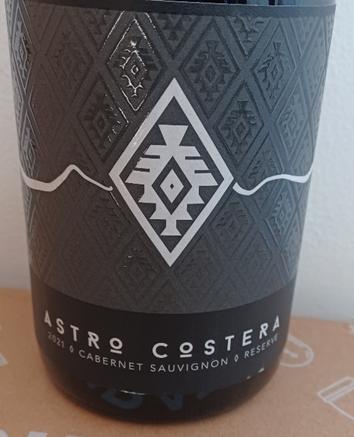 ASTRO COSTERA
2021 ◊ CABERNET SAUVIGNON ◊ RESERVE